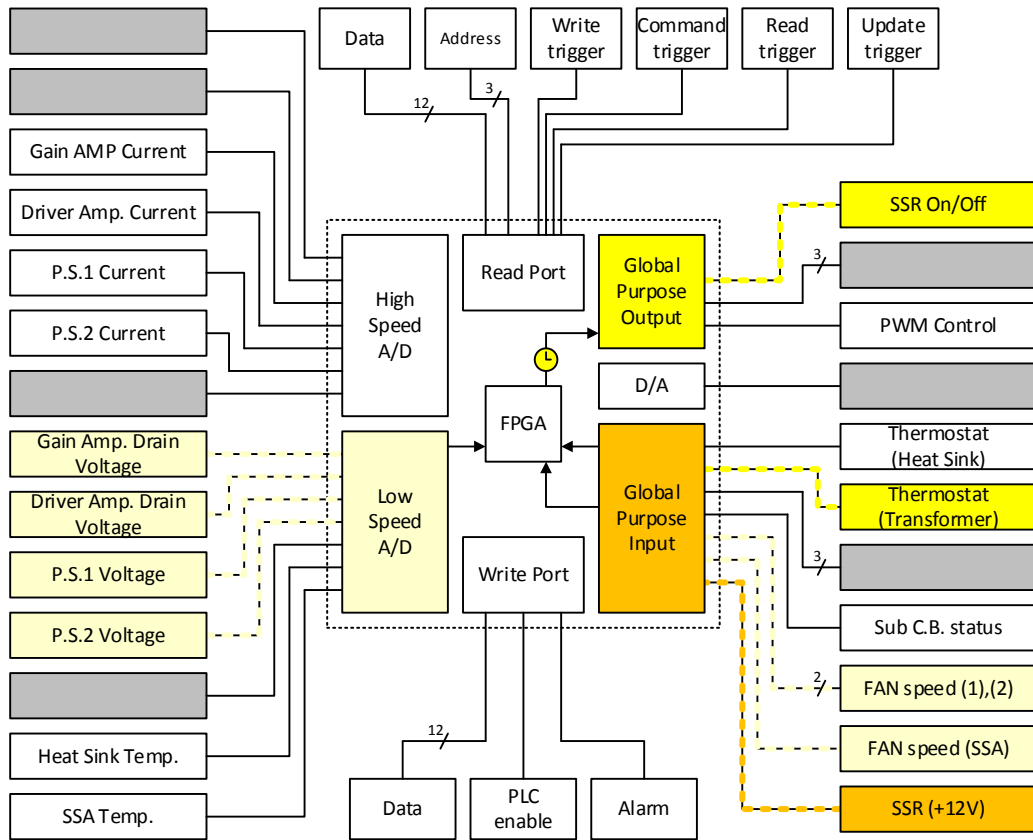 Data
Address
Write
trigger
Command
trigger
Read
trigger
Update
trigger
12
3
Gain AMP Current
Driver Amp. Current
P.S.1 Current
P.S.2 Current
Gain Amp. Drain
Voltage
Driver Amp. Drain
Voltage
P.S.1 Voltage
P.S.2 Voltage
Heat Sink Temp.
SSA Temp.
High
Speed
A/D
Low
Speed
A/D
Read Port
FPGA
Write Port
Global
Purpose
Output
D/A
Global
Purpose
Input
SSR On/Off
3
PWM Control
Thermostat
(Heat Sink)
Thermostat
(Transformer)
3
Sub C.B. status
2
FAN speed (1),(2)
FAN speed (SSA)
SSR (+12V)
12
Data
PLC
enable
Alarm